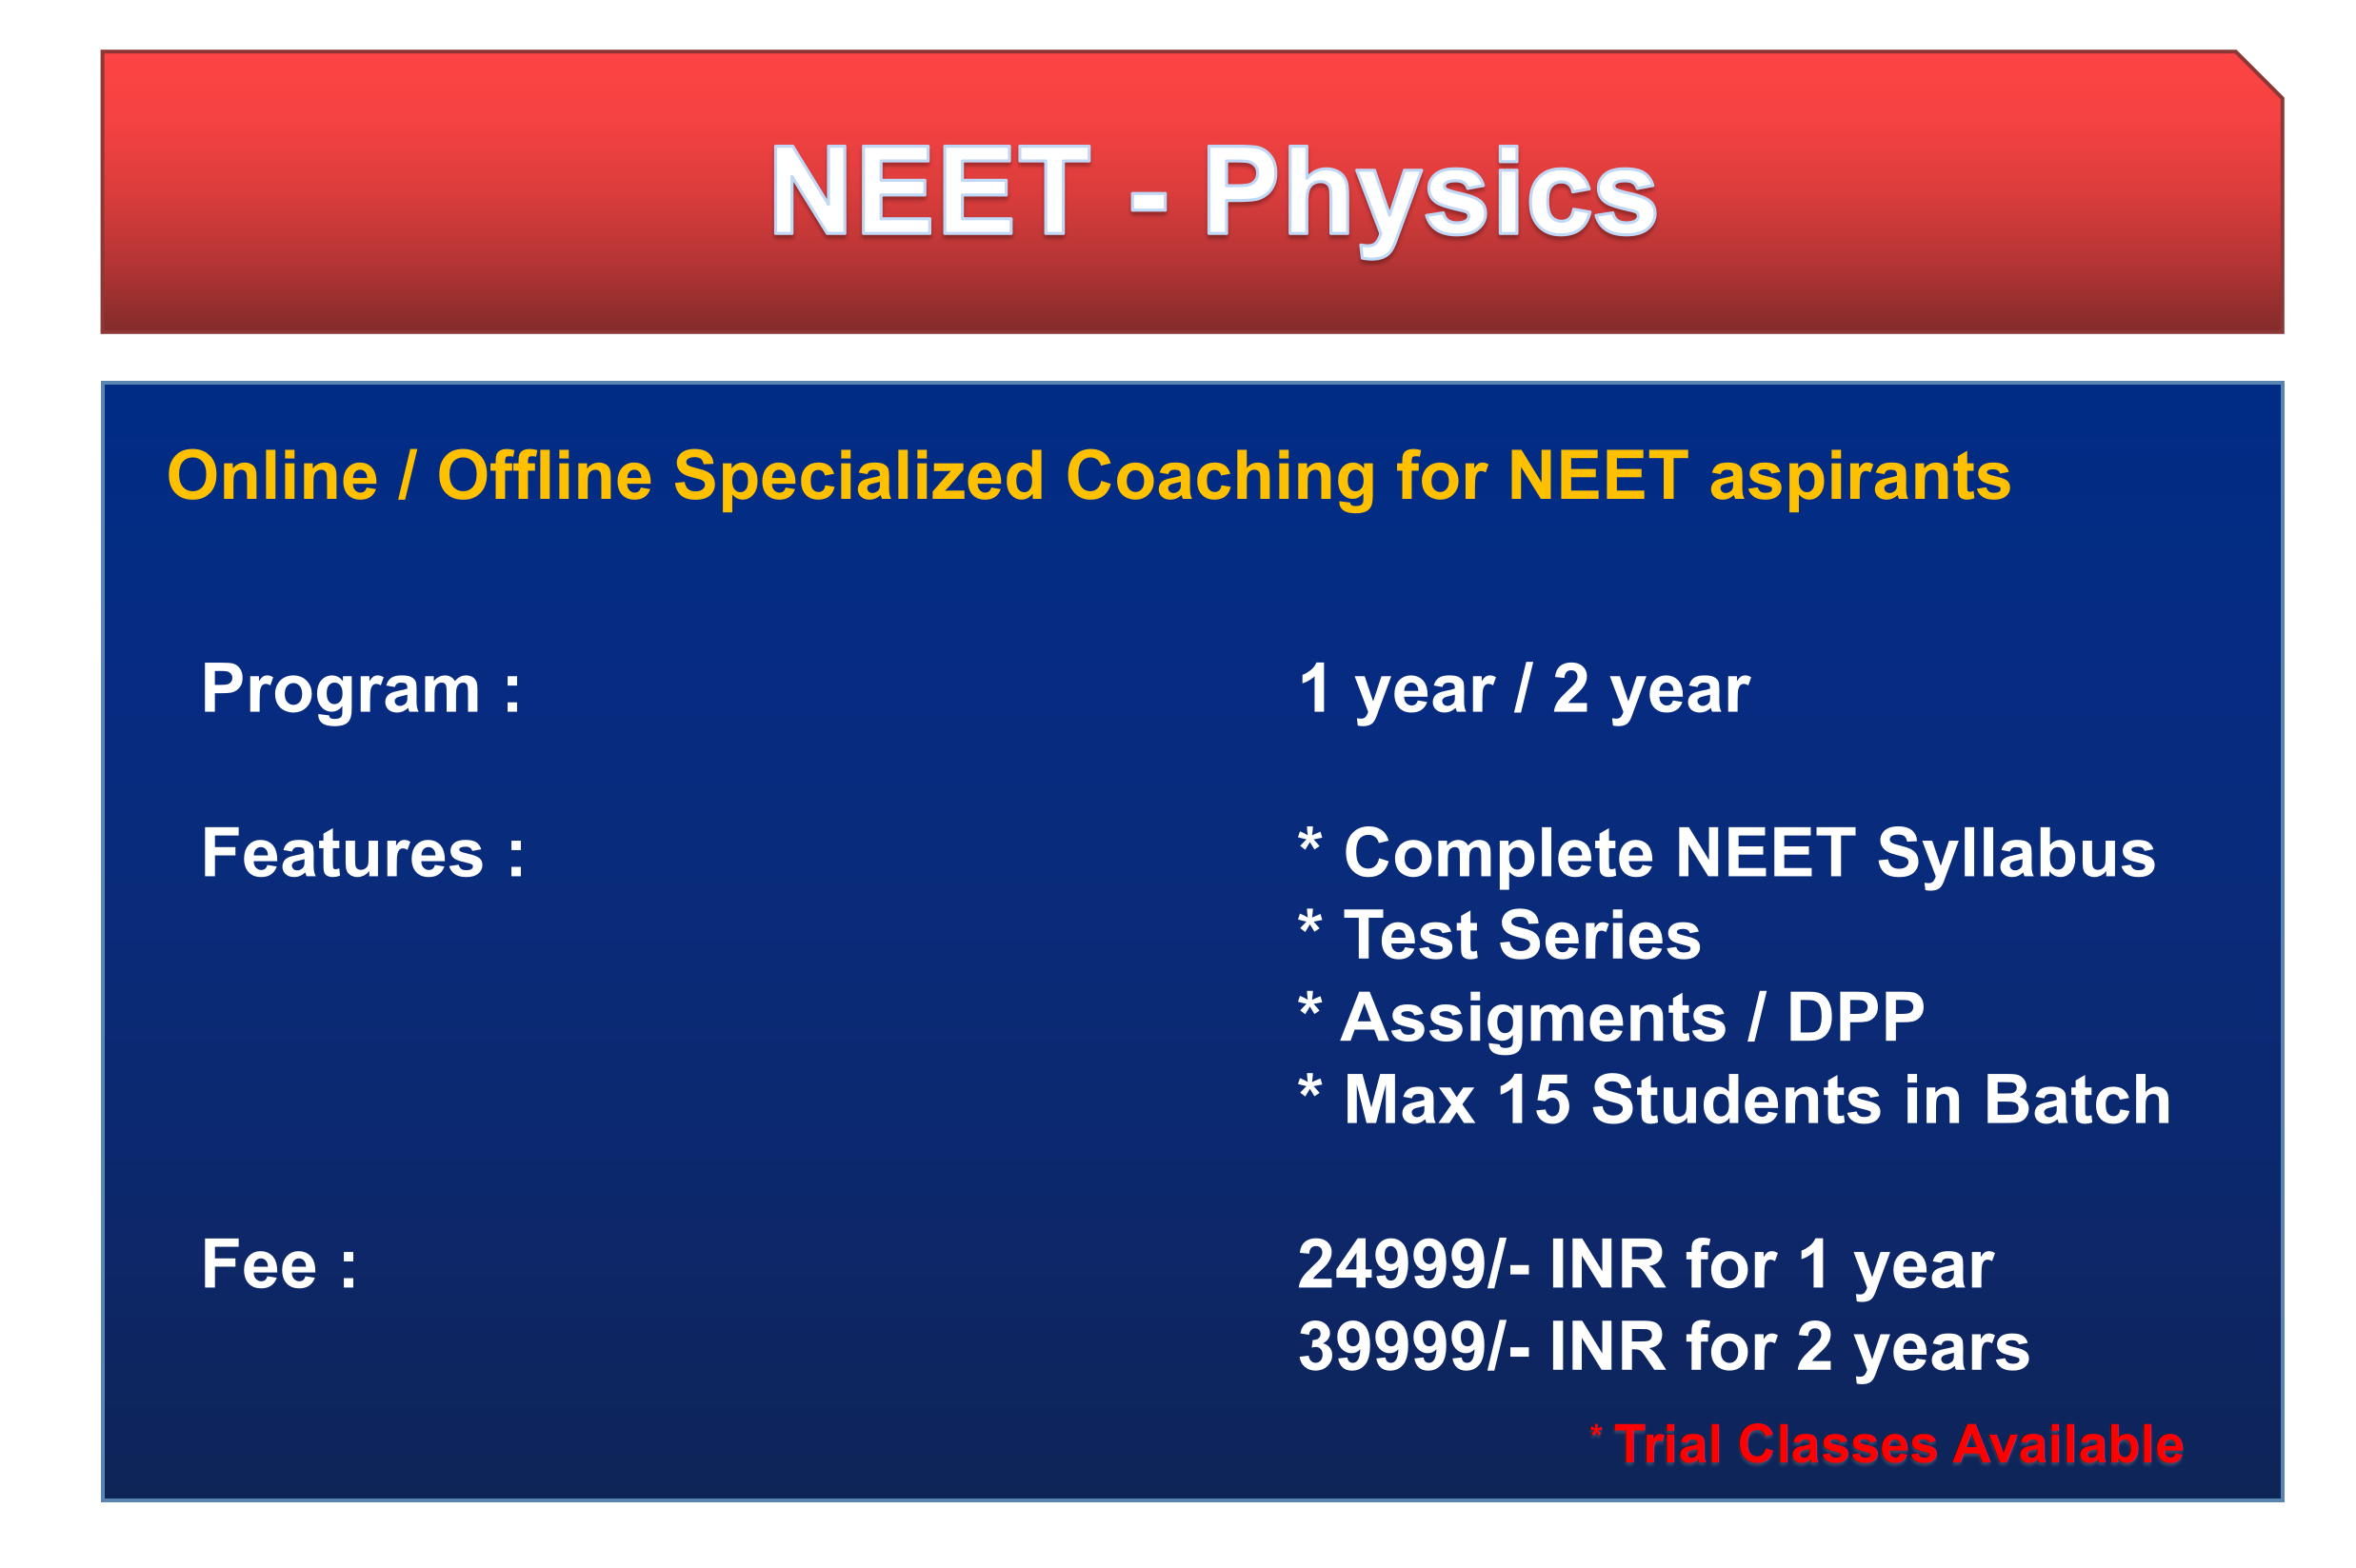 NEET - Physics
Online / Offline Specialized Coaching for NEET aspirants
Program : 1 year / 2 year
Features : * Complete NEET Syllabus
* Test Series
* Assigments / DPP
* Max 15 Students in Batch
Fee : 24999/- INR for 1 year
39999/- INR for 2 years
* Trial Classes Available